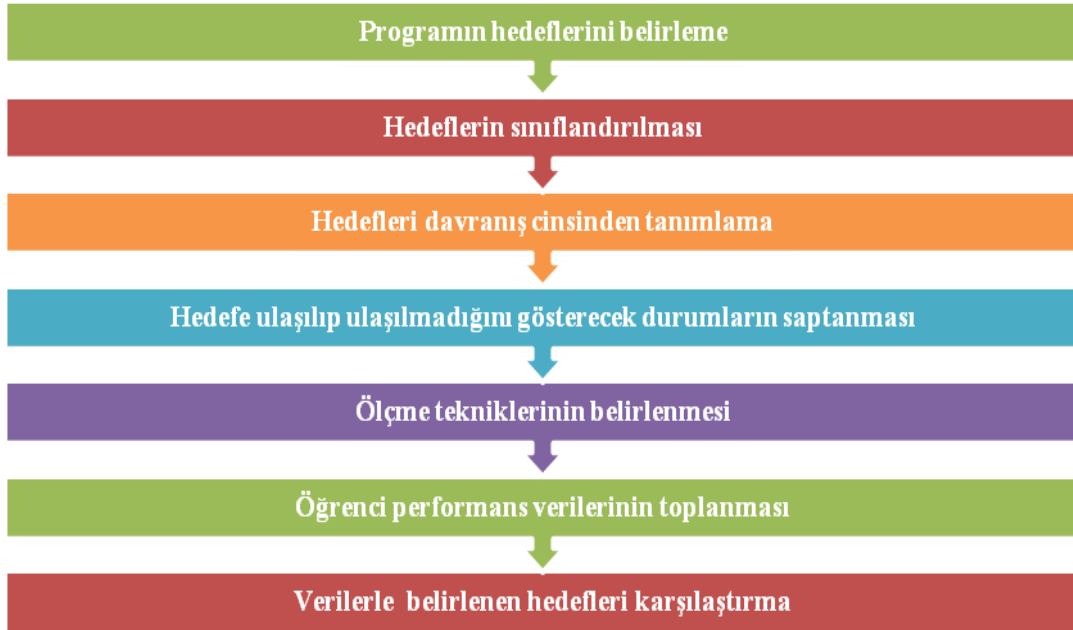 Programın hedeflerini belirleme
Hedeflerin sınıflandırılması
Hedefleri davranış cinsinden tanımlama
Hedefe ulaşılıp ulaşılmadığını gösterecek durumların saptanması
Ölçme tekniklerinin belirlenmesi
Öğrenci performans verilerinin toplanması
Verilerle belirlenen hedefleri karşılaştırma